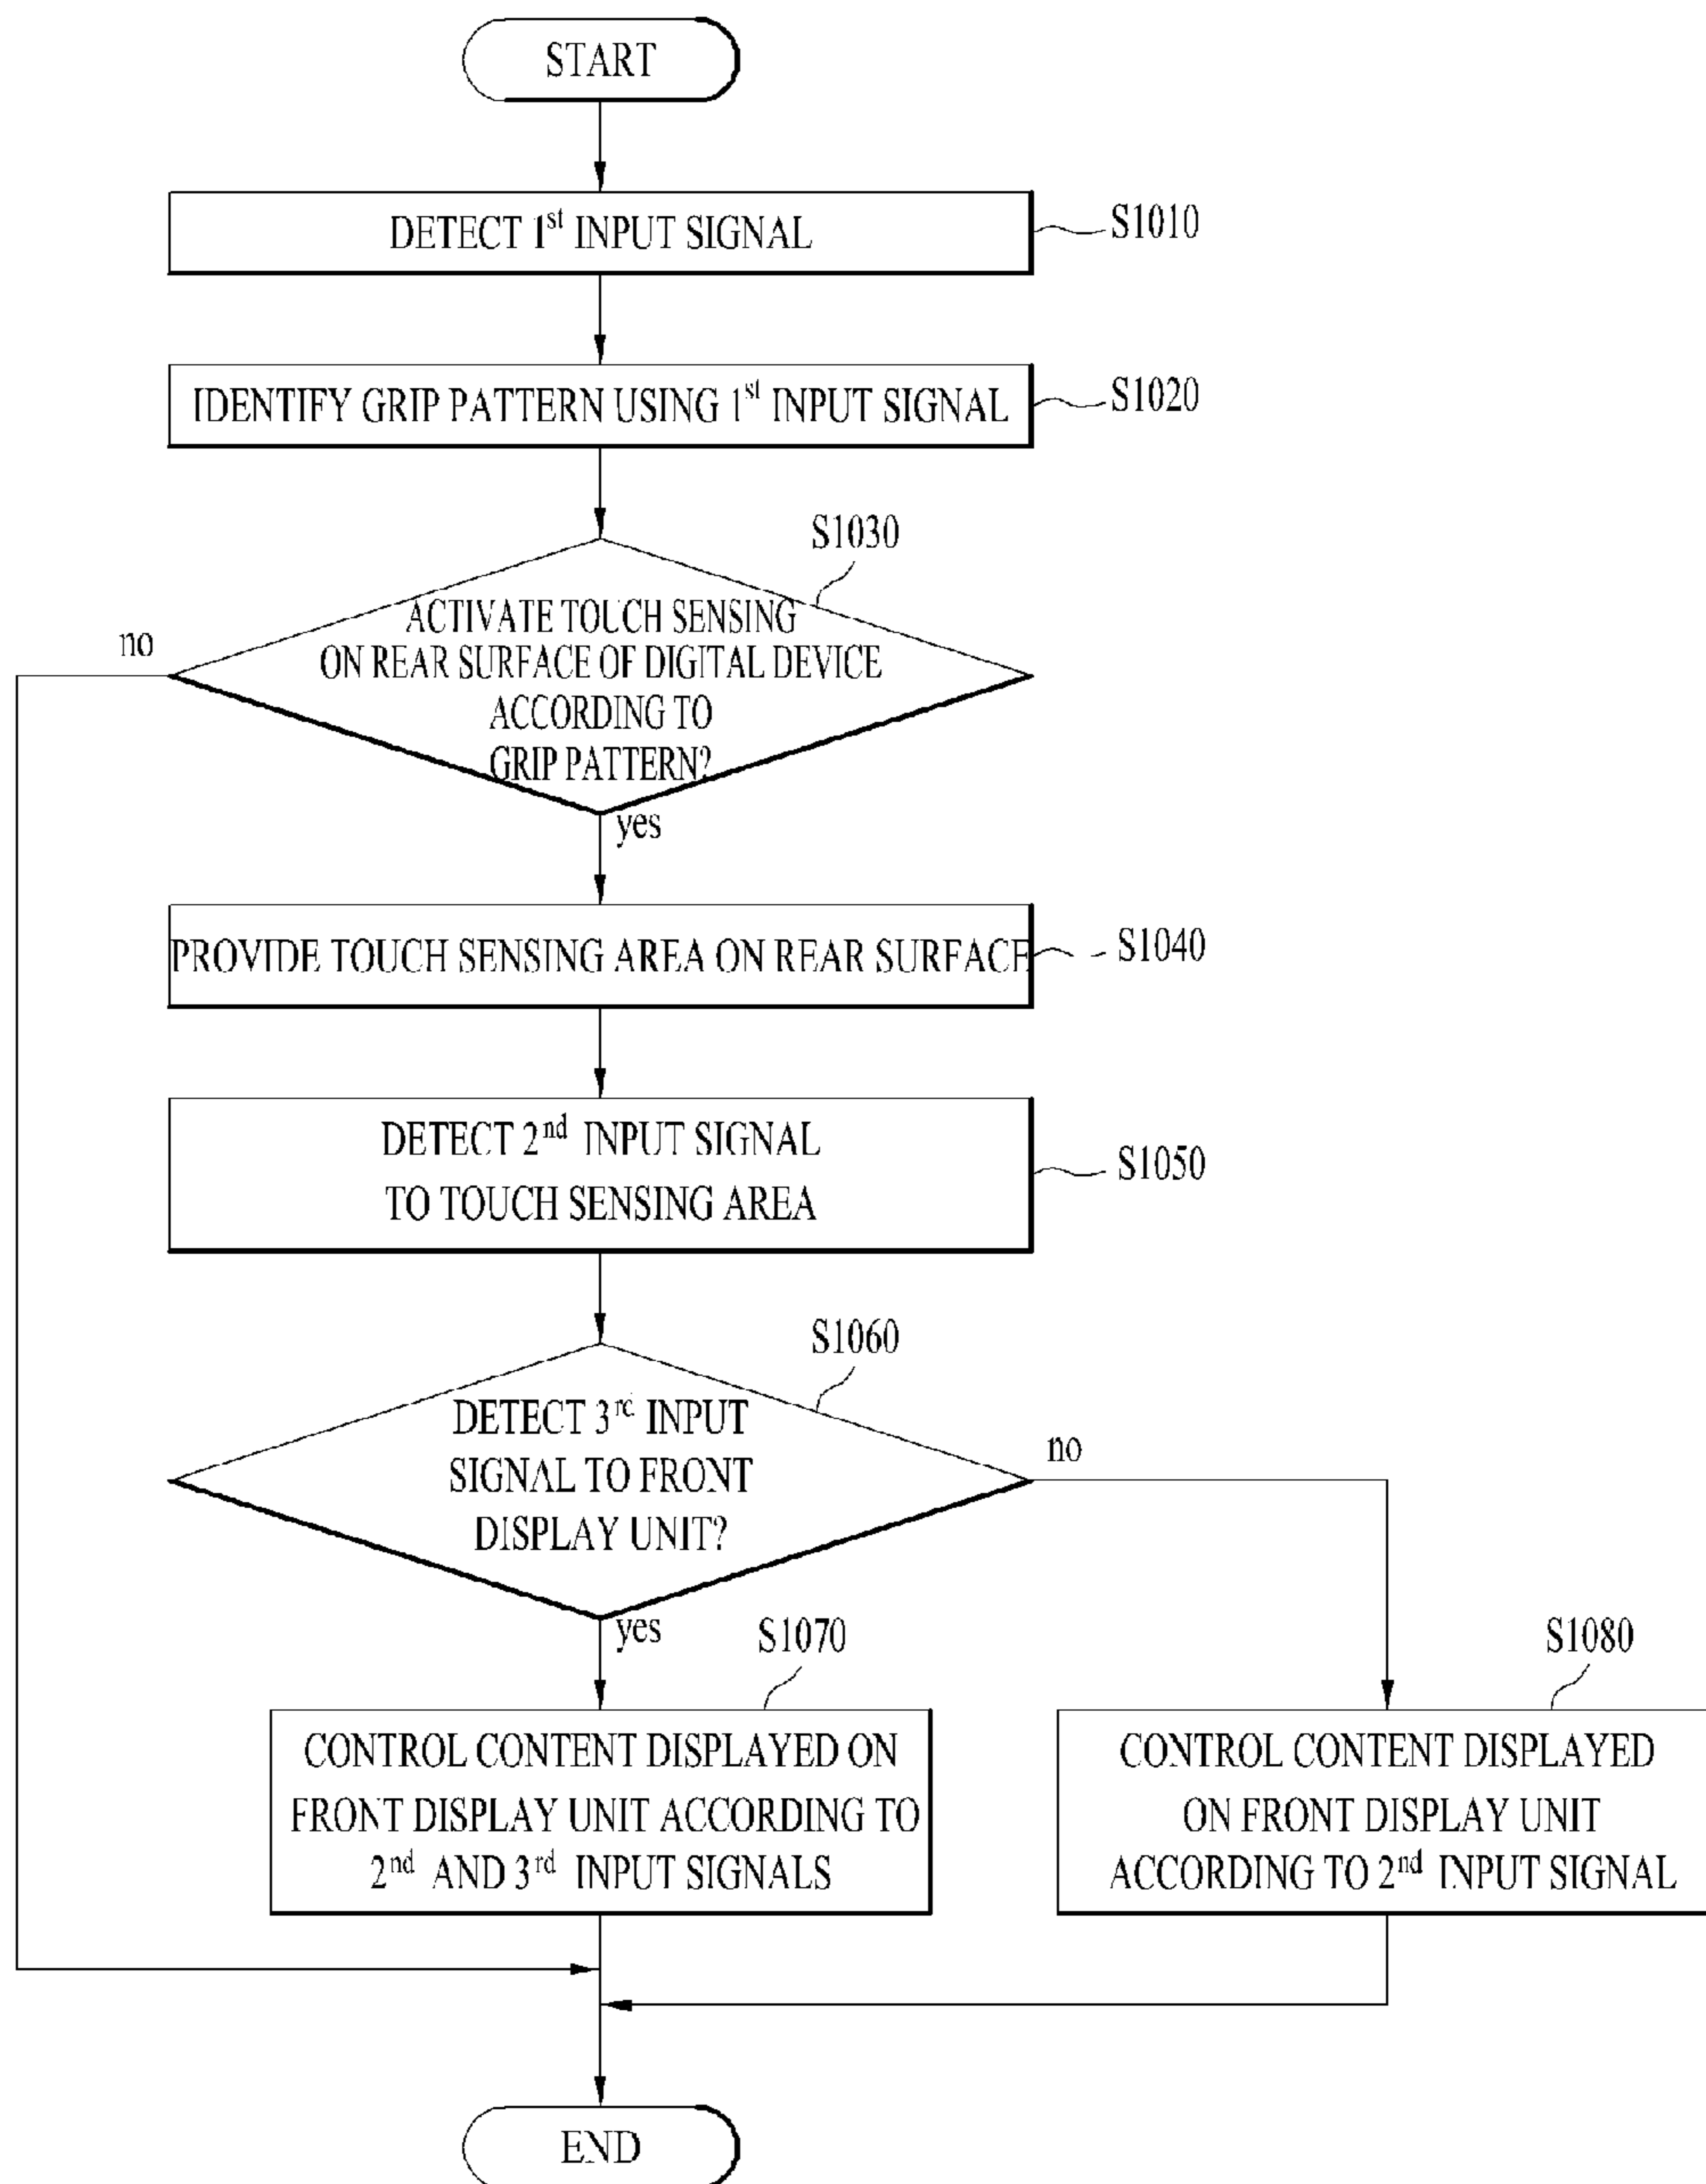 START
DETECT 1st INPUT SIGNAL
S1010
IDENTIFY GRIP PATTERN USING 1st INPUT SIGNAL
S1020
S1030
ACTIVATE TOUCH SENSING
ON REAR SURFACE OF DIGITAL DEVICE
ACCORDING TO
GRIP PATTERN?
no
yes
PROVIDE TOUCH SENSING AREA ON REAR SURFACE
S1040
DETECT 2nd INPUT SIGNAL
TO TOUCH SENSING AREA
S1050
S1060
DETECT 3rd INPUT
SIGNAL TO FRONT
DISPLAY UNIT?
no
yes
S1070
CONTROL CONTENT DISPLAYED ON
FRONT DISPLAY UNIT ACCORDING TO
2nd AND 3rd INPUT SIGNALS
S1080
CONTROL CONTENT DISPLAYED
ON FRONT DISPLAY UNIT
ACCORDING TO 2nd INPUT SIGNAL
END